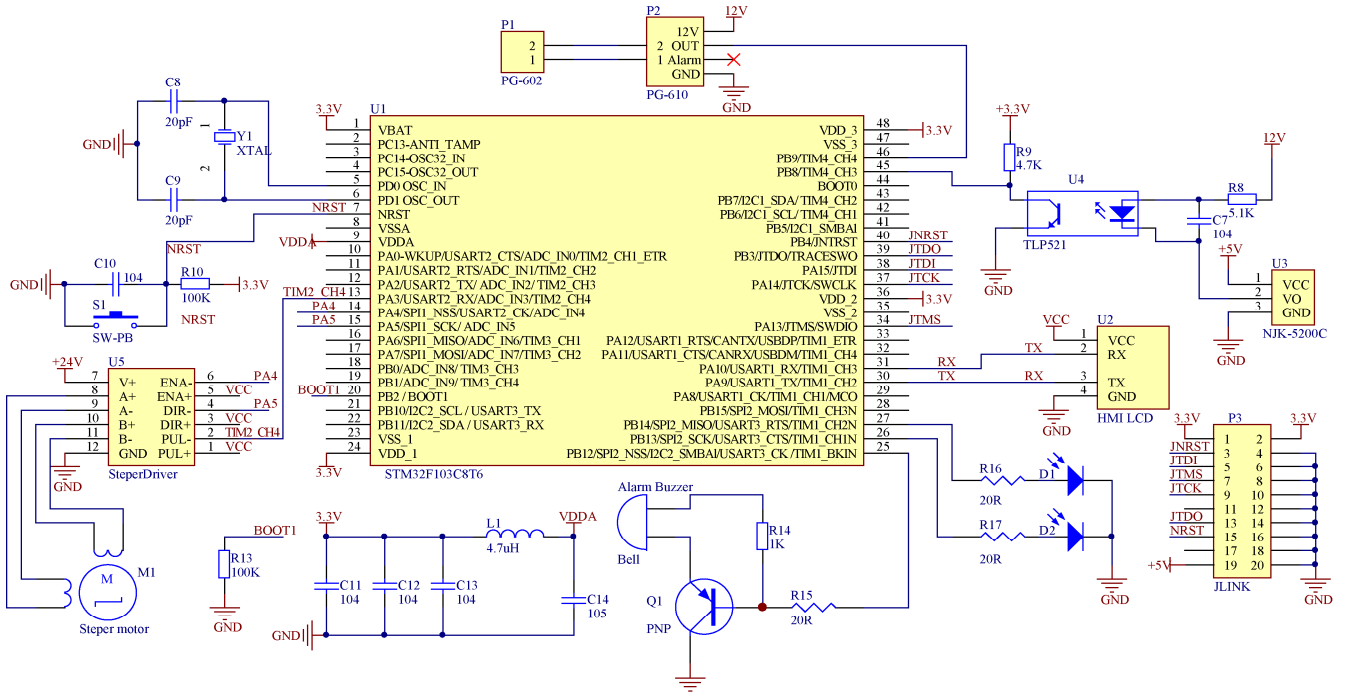 P1
2
1
PG-602
P2
12V
12V
2 OUT
1 Alarm
GND
PG-610
GND
C8
20pF
GND
1
Y1
XTAL
2
C9
20pF
NRST
VDDA
NRST
C10
104
GND
R10
100K
3.3V
S1
SW-PB
NRST
TIM2_CH4
PA4
PA5
BOOT1
3.3V
U1
1 VBAT
2 PC13-ANTI_TAMP
3 PC14-OSC32_IN
4 PC15-OSC32_OUT
5 PD0 OSC_IN
6 PD1 OSC_OUT
7 NRST
8 VSSA
9 VDDA
10 PA0-WKUP/USART2_CTS/ADC_IN0/TIM2_CH1_ETR
11 PA1/USART2_RTS/ADC_IN1/TIM2_CH2
12 PA2/USART2_TX/ ADC_IN2/ TIM2_CH3
13 PA3/USART2_RX/ADC_IN3/TIM2_CH4
14 PA4/SPI1_NSS/USART2_CK/ADC_IN4
15 PA5/SPI1_SCK/ ADC_IN5
16 PA6/SPI1_MISO/ADC_IN6/TIM3_CH1
17 PA7/SPI1_MOSI/ADC_IN7/TIM3_CH2
18 PB0/ADC_IN8/ TIM3_CH3
19 PB1/ADC_IN9/ TIM3_CH4
20 PB2 / BOOT1
21 PB10/I2C2_SCL / USART3_TX
22 PB11/I2C2_SDA / USART3_RX
23 VSS_1
24 VDD_1
3.3V
STM32F103C8T6
VDD_3 48
3.3V
VSS_3 47
PB9/TIM4_CH4 46
PB8/TIM4_CH3 45
BOOT0 44
PB7/I2C1_SDA/ TIM4_CH2 43
PB6/I2C1_SCL/ TIM4_CH1 42
PB5/I2C1_SMBAl 41
PB4/JNTRST 40 JNRST
PB3/JTDO/TRACESWO 39 JTDO
PA15/JTDI 38 JTDI
PA14/JTCK/SWCLK 37 JTCK
VDD_2 36 3.3V
VSS_2 35
PA13/JTMS/SWDIO 34 JTMS
PA12/USART1_RTS/CANTX/USBDP/TIM1_ETR 33
PA11/USART1_CTS/CANRX/USBDM/TIM1_CH4 32
PA10/USART1_RX/TIM1_CH3 31
PA9/USART1_TX/TIM1_CH2 30
PA8/USART1_CK/TIM1_CH1/MCO 29
PB15/SPI2_MOSI/TIM1_CH3N 28
PB14/SPI2_MISO/USART3_RTS/TIM1_CH2N 27
PB13/SPI2_SCK/USART3_CTS/TIM1_CH1N 26
PB12/SPI2_NSS/I2C2_SMBAI/USART3_CK /TIM1_BKIN 25
+3.3V
R9
4.7K
U4
TLP521
GND
12V
R8
5.1K
C7
104
+5V
U3
1 VCC
2 VO
3 GND
NJK-5200C
GND
RX
TX
TX
RX
VCC
U2
1 VCC
2 RX
3 TX
4 GND
HMI LCD
GND
+24V
U5
7 V+
8 A+
9 A-
10 B+
11 B-
12 GND
ENA- 6 PA4
ENA+ 5 VCC
DIR- 4 PA5
DIR+ 3 VCC
PUL- 2 TIM2_CH4
PUL+ 1 VCC
SteperDriver
GND
M
M1
Steper motor
BOOT1
R13
100K
GND
3.3V
L1
4.7uH
VDDA
C11
104
C12
104
C13
104
C14
105
GND
Alarm Buzzer
Bell
R14
1K
Q1
PNP
R15
20R
GND
R16
20R
D1
R17
20R
D2
GND
P3
3.3V
3.3V
1 2
JNRST 3 4
JTDI 5 6
JTMS 7 8
JTCK 9 10
11 12
JTDO 13 14
NRST 15 16
17 18
+5V 19 20
JLINK
GND